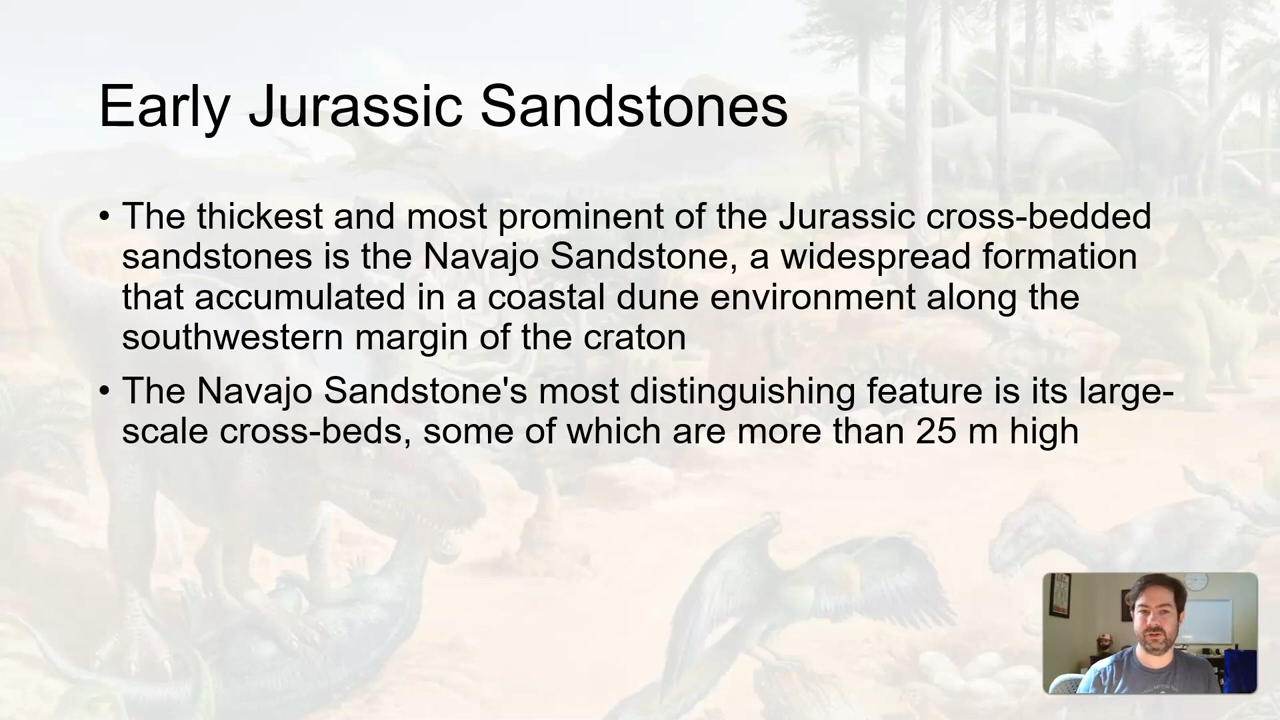 Early Jurassic Sandstones
• The thickest and most prominent of the Jurassic cross-bedded
sandstones is the Navajo Sandstone, a widespread formation
that accumulated in a coastal dune environment along the
southwestern margin of the craton
• The Navajo Sandstone's most distinguishing feature is its large-
scale cross-beds, some of which are more than 25 m high